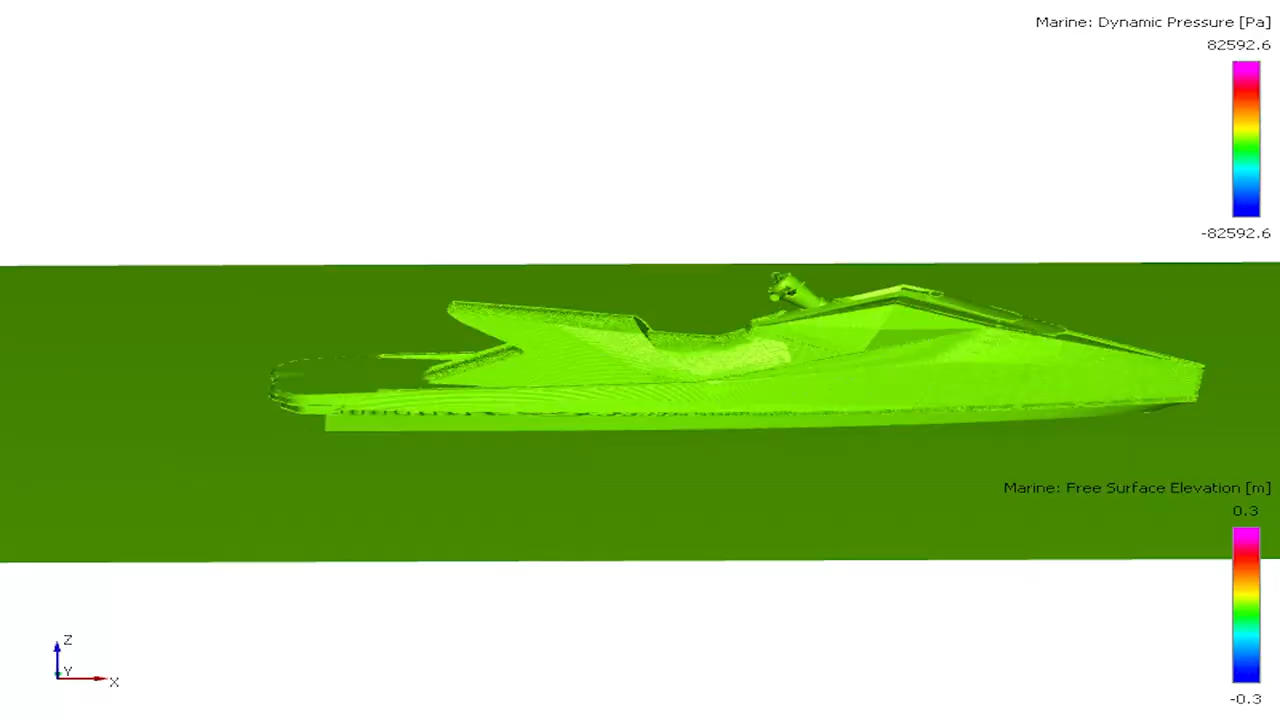 Marine: Dynamic Pressure [Pa]
82592.6
-82592.6
Marine: Free Surface Elevation [m]
0.3
-0.3
Z
Y
X